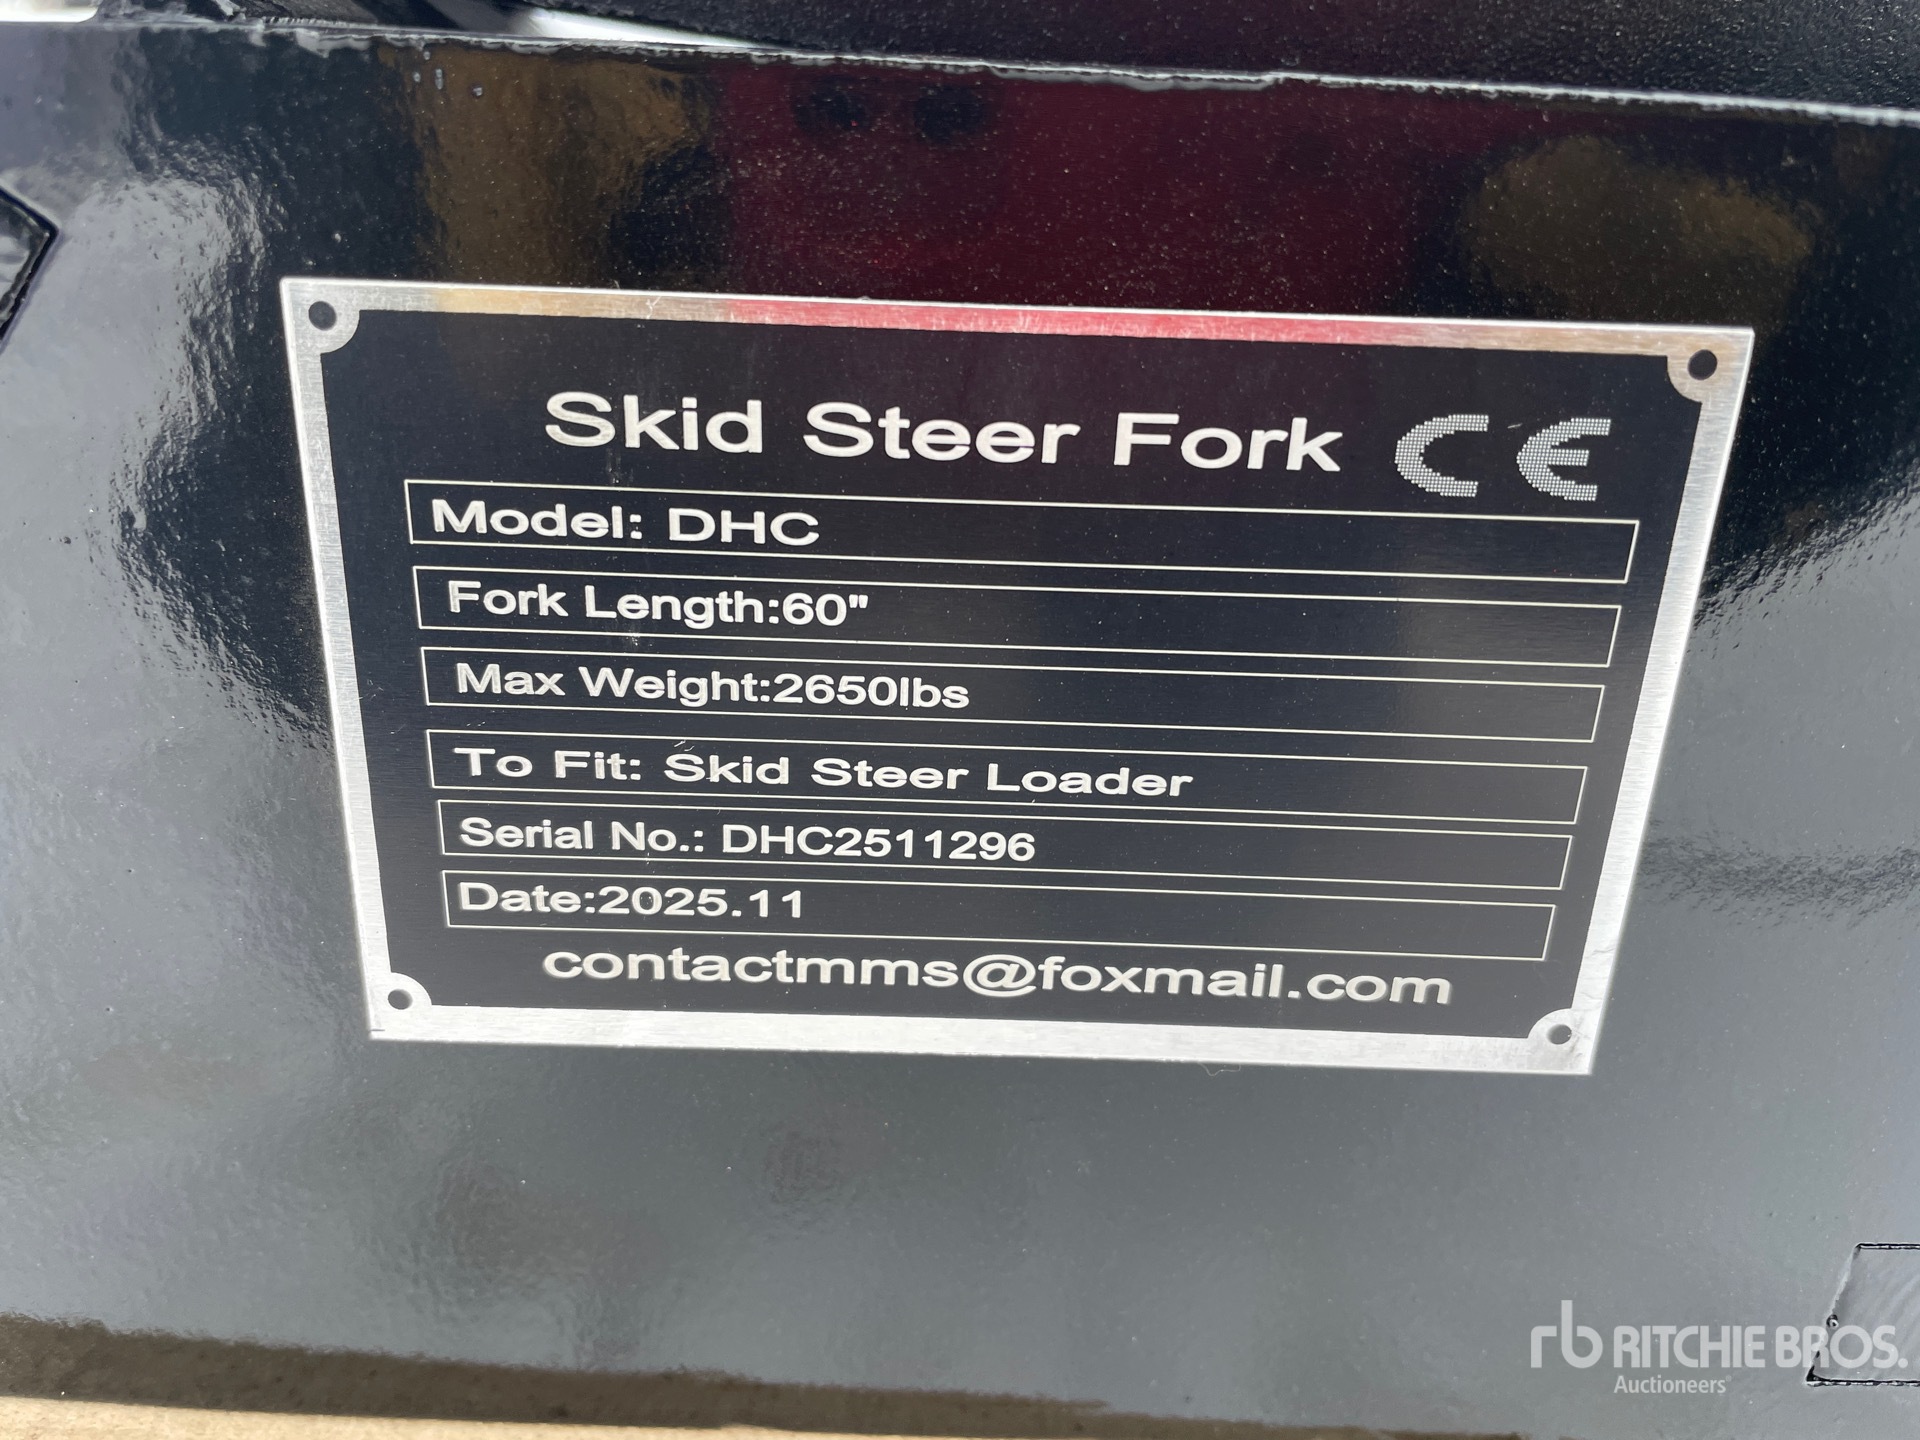 Skid Steer Fork CE
Model: DHC
Fork Length:60"
Max Weight:2650lbs
To Fit: Skid Steer Loader
Serial No.: DHC2511296
Date:2025.11
contactmms@foxmail.com
rb RITCHIE BROS.
Auctioneers